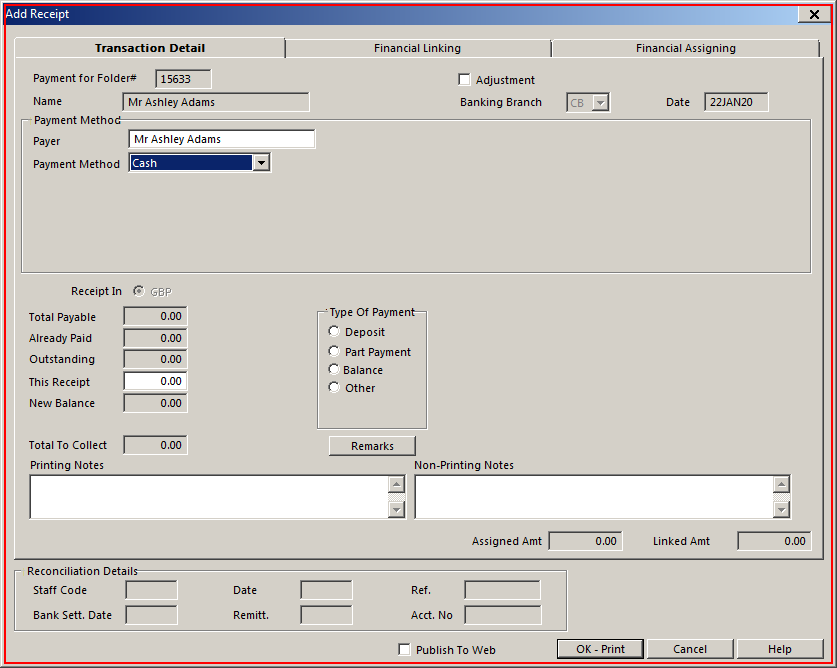 Add Receipt
Transaction Detail Financial Linking Financial Assigning
Payment for Folder# 15633 Adjustment
Name Mr Ashley Adams Banking Branch CB Date 22JAN20
Payment Method
Payer Mr Ashley Adams
Payment Method Cash
Receipt In GBP
Total Payable 0.00 Type Of Payment
Already Paid 0.00 Deposit
Outstanding 0.00 Part Payment
This Receipt 0.00 Balance
New Balance 0.00 Other
Total To Collect 0.00 Remarks
Printing Notes Non-Printing Notes
Assigned Amt 0.00 Linked Amt 0.00
Reconciliation Details
Staff Code Date Ref.
Bank Sett. Date Remitt. Acct. No
Publish To Web OK - Print Cancel Help